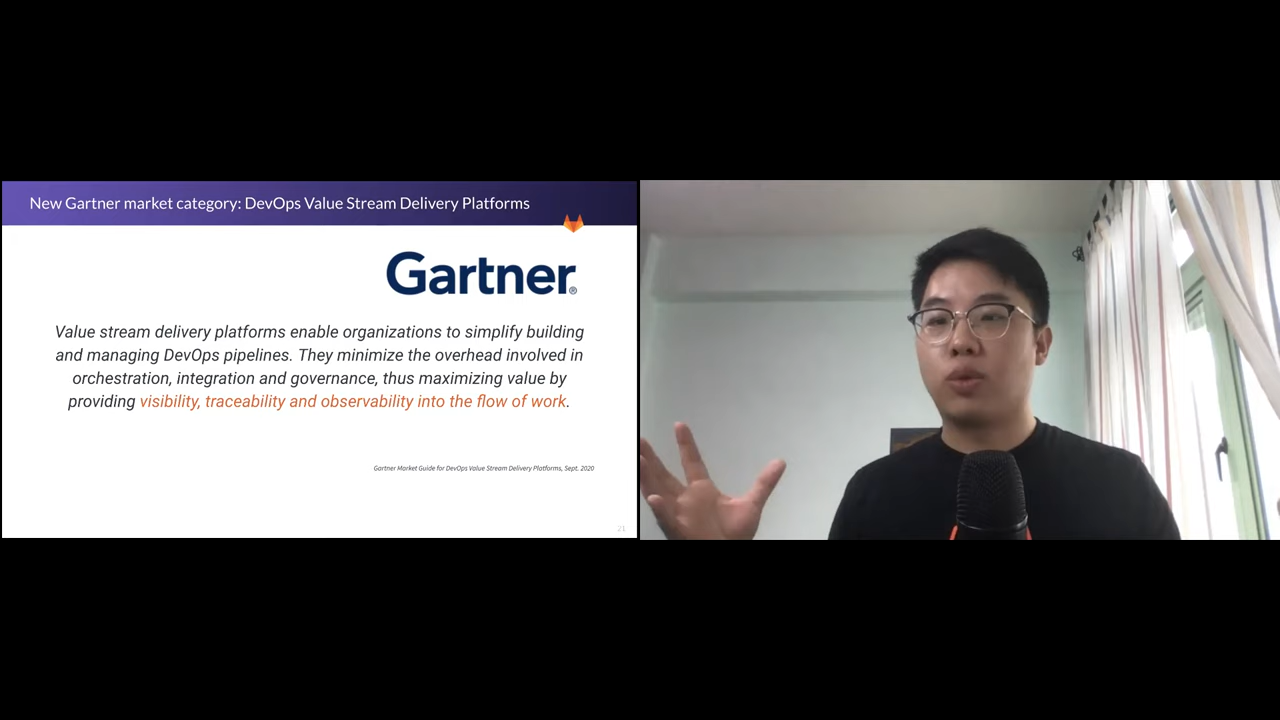 New Gartner market category: DevOps Value Stream Delivery Platforms
Gartner®
Value stream delivery platforms enable organizations to simplify building
and managing DevOps pipelines. They minimize the overhead involved in
orchestration, integration and governance, thus maximizing value by
providing visibility, traceability and observability into the flow of work.
Gartner Market Guide for DevOps Value Stream Delivery Platforms, Sept. 2020
21